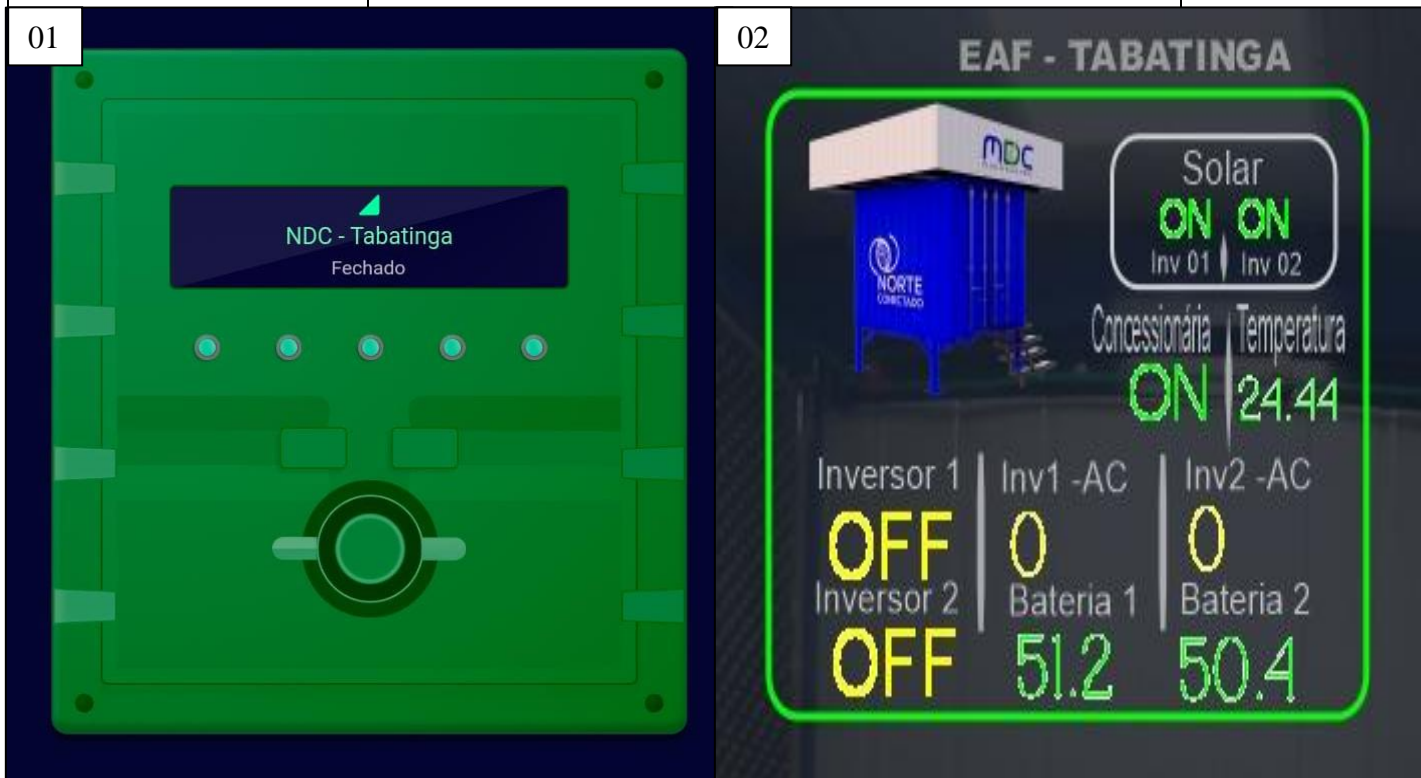 01
NDC - Tabatinga
Fechado
02
EAF - TABATINGA
MDC
NORTE
CONECTADO
Solar
ON ON
Inv 01 Inv 02
Concessionária Temperatura
ON 24.44
Inversor 1 Inv1 -AC Inv2 -AC
OFF 0 0
Inversor 2 Bateria 1 Bateria 2
OFF 51.2 50.4